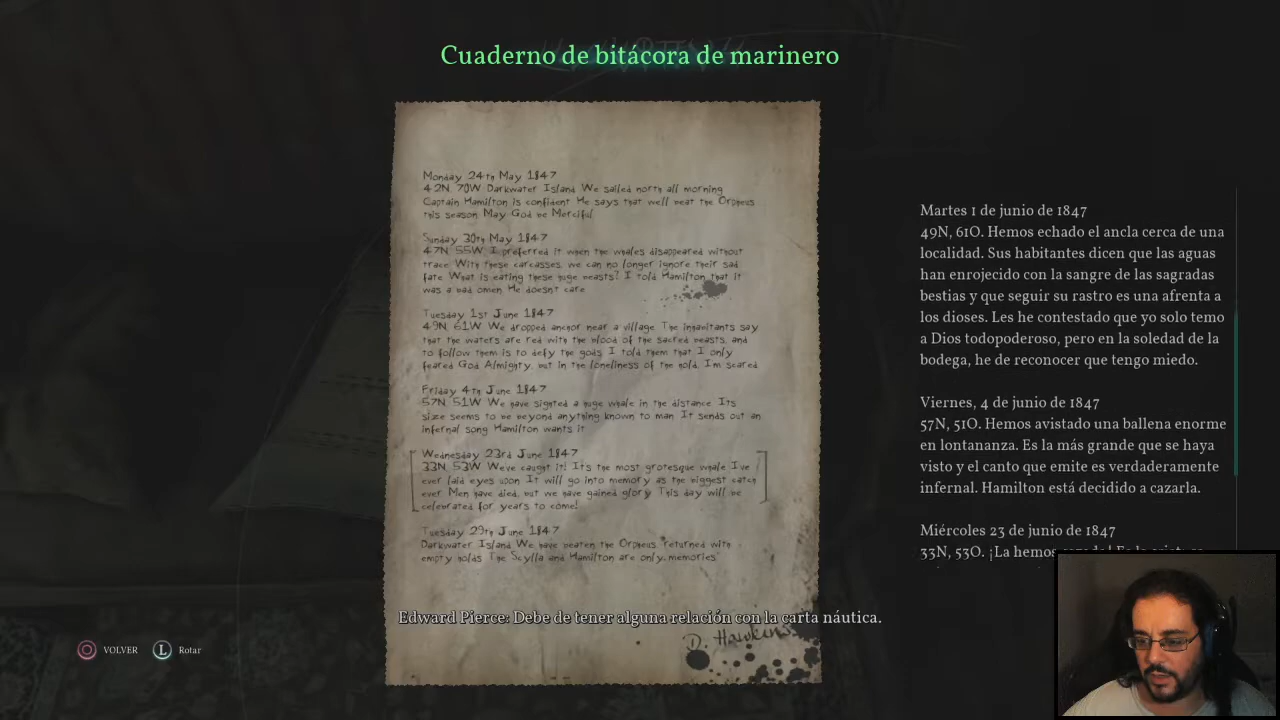 Cuaderno de bitácora de marinero
Monday 24th May 1847
42N 70W Darkwater Island We sailed north all morning
Captain Hamilton is confident He says that well beat the Orpheus
this season May God be Merciful
Sunday 30th May 1847
47N 55W I preferred it when the whales disappeared without
trace With these carcasses, we can no longer ignore their sad
fate What is eating these huge beasts? I told Hamilton that it
was a bad omen He doesnt care
Tuesday 1st June 1847
49N 61W We dropped anchor near a village The inhabitants say
that the waters are red with the blood of the sacred beasts, and
to follow them is to defy the gods I told them that I only
feared God Almighty, but in the loneliness of the hold, Im scared
Friday 4th June 1847
57N 51W We have sighted a huge whale in the distance Its
size seems to be beyond anything known to man It sends out an
infernal song Hamilton wants it
Wednesday 23rd June 1847
33N 53W Weve caught it! Its the most grotesque whale Ive
ever laid eyes upon It will go into memory as the biggest catch
ever Men have died, but we have gained glory This day will be
celebrated for years to come!
Tuesday 29th June 1847
Darkwater Island We have beaten the Orpheus returned with
empty holds The Scylla and Hamilton are only memories
D. Hawkins
Edward Pierce: Debe de tener alguna relación con la carta náutica.
Martes 1 de junio de 1847
49N, 61O. Hemos echado el ancla cerca de una
localidad. Sus habitantes dicen que las aguas
han enrojecido con la sangre de las sagradas
bestias y que seguir su rastro es una afrenta a
los dioses. Les he contestado que yo solo temo
a Dios todopoderoso, pero en la soledad de la
bodega, he de reconocer que tengo miedo.
Viernes, 4 de junio de 1847
57N, 51O. Hemos avistado una ballena enorme
en lontananza. Es la más grande que se haya
visto y el canto que emite es verdaderamente
infernal. Hamilton está decidido a cazarla.
Miércoles 23 de junio de 1847
33N, 53O. ¡La hemos
VOLVER
L Rotar